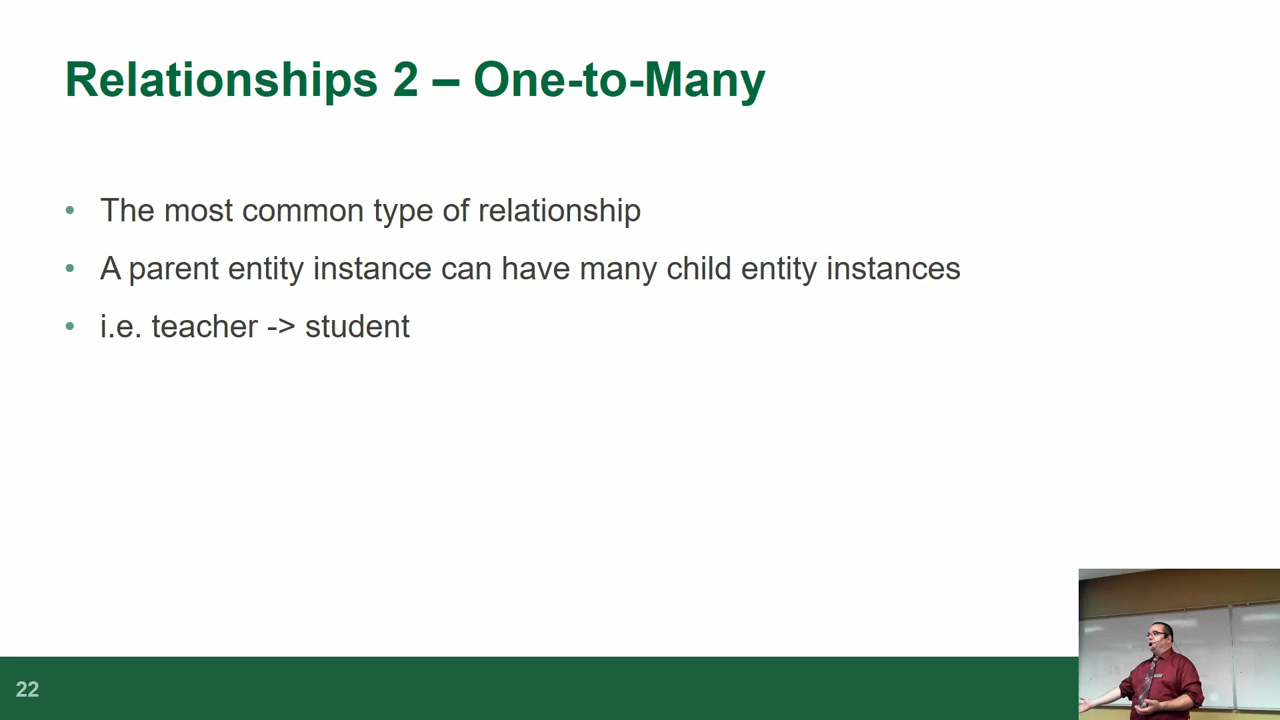 Relationships 2 – One-to-Many
• The most common type of relationship
• A parent entity instance can have many child entity instances
• i.e. teacher -> student
22